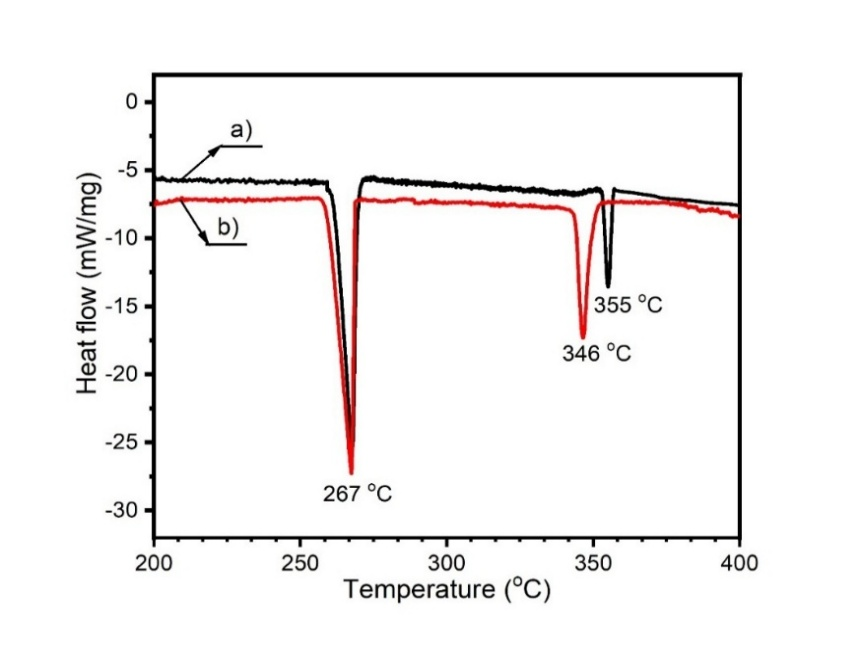 0
a)
-5
b)
-10
-15
355 °C
346 °C
-20
-25
267 °C
-30
200 250 300 350 400
Temperature (°C)
Heat flow (mW/mg)